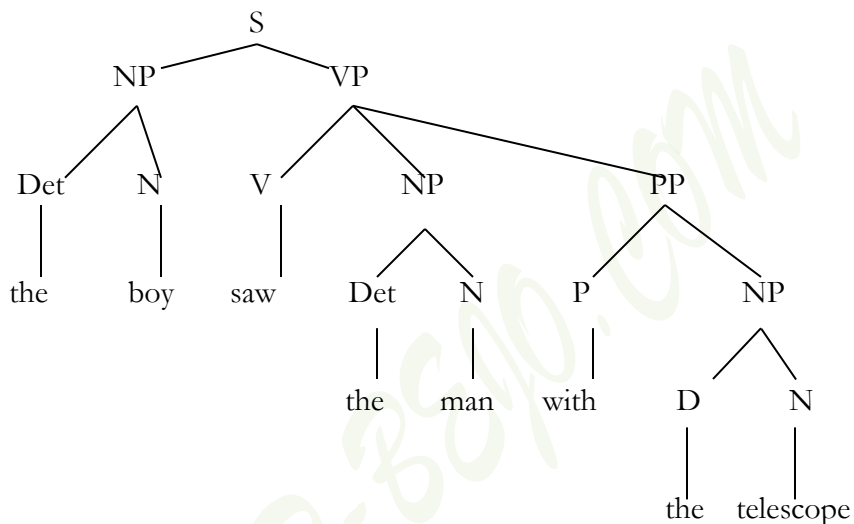 S
NP VP
Det N V NP PP
the boy saw Det N P NP
the man with D N
the telescope